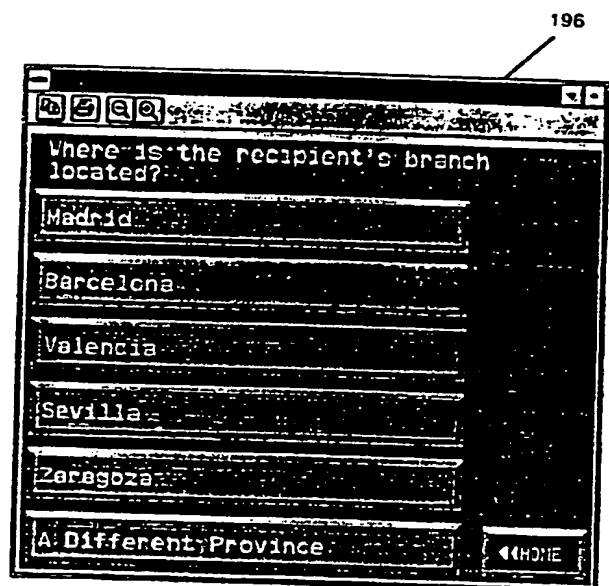 196
Where is the recipient's branch
located?
Madrid
Barcelona
Valencia
Sevilla
Zaragoza
A Different Province
◀◀HOME